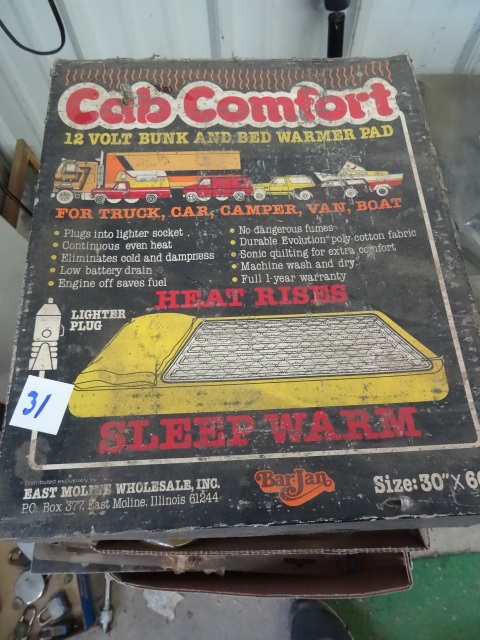 Cab Comfort
12 VOLT BUNK AND BED WARMER PAD
FOR TRUCK, CAR, CAMPER, VAN, BOAT
• Plugs into lighter socket.
• Continuous even heat
• Eliminates cold and dampness
• Low battery drain
• Engine off saves fuel
• No dangerous fumes
• Durable Evolution® poly-cotton fabric
• Sonic quilting for extra comfort
• Machine wash and dry
• Full 1-year warranty
HEAT RISES
LIGHTER
PLUG
31
SLEEP WARM
Distributed exclusively by
EAST MOLINE WHOLESALE, INC.
P.O. Box 377, East Moline, Illinois 61244
BarJan
Size: 30" X 6